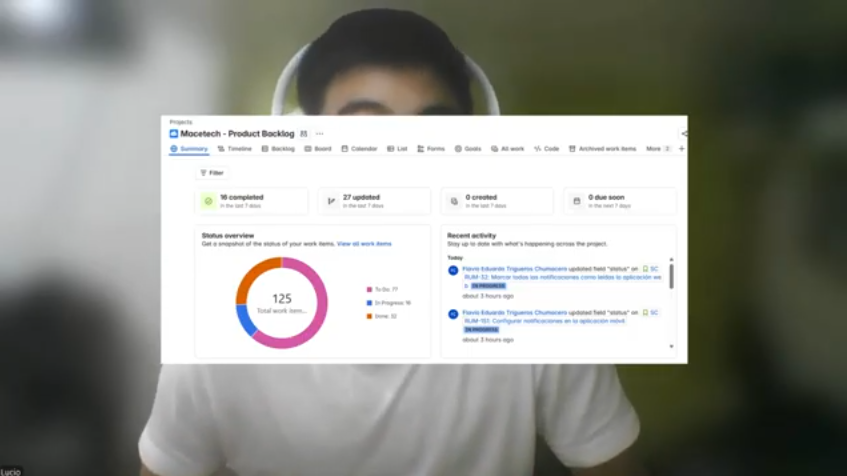 Projects
Macetech - Product Backlog
Summary Timeline Backlog Board Calendar List Forms Goals All work Code Archived work items More 2
Filter
16 completed
in the last 7 days
27 updated
in the last 7 days
0 created
in the last 7 days
0 due soon
in the next 7 days
Status overview
Get a snapshot of the status of your work items. View all work items
125
Total work item...
To Do: 77
In Progress: 16
Done: 32
Recent activity
Stay up to date with what's happening across the project.
Today
Flavio Eduardo Trigueros Chumacero updated field "status" on SC
RUM-32: Marcar todas las notificaciones como leídas la aplicación we
b IN PROGRESS
about 3 hours ago
Flavio Eduardo Trigueros Chumacero updated field "status" on SC
RUM-151: Configurar notificaciones en la aplicación móvil
IN PROGRESS
about 3 hours ago
Lucio